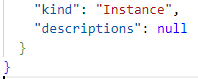 "kind": "Instance",
"descriptions": null
}
}